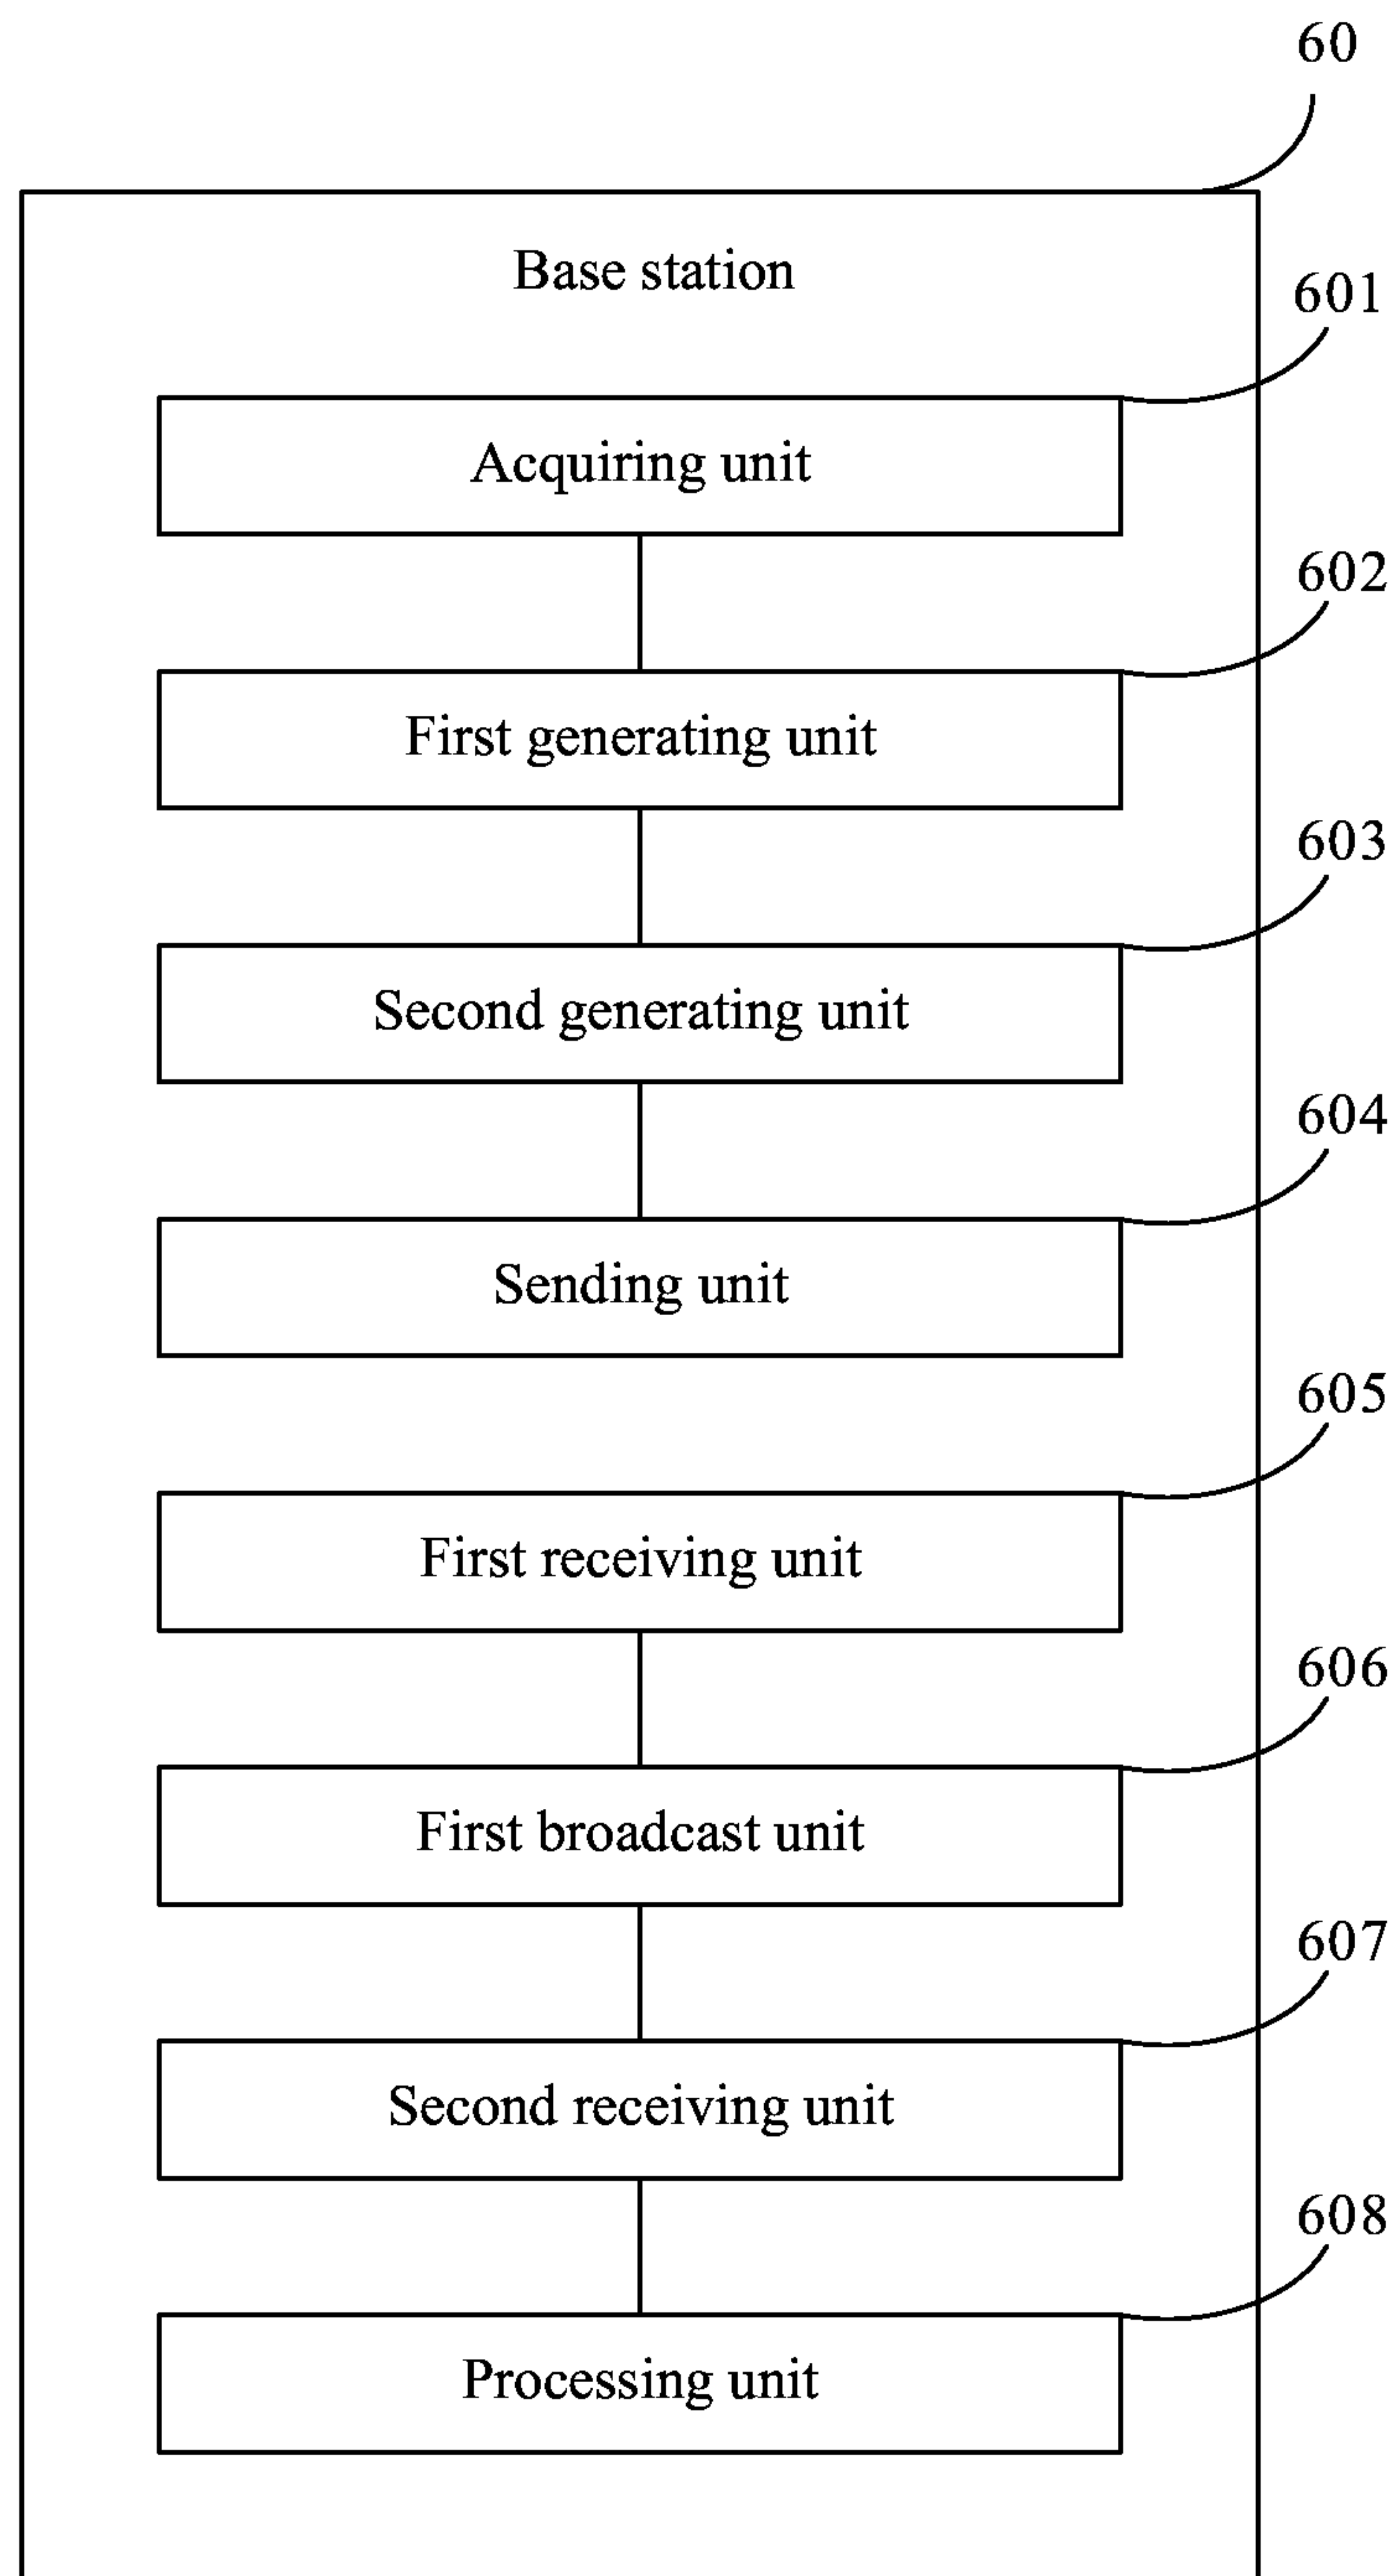 60
Base station
601
Acquiring unit
602
First generating unit
603
Second generating unit
604
Sending unit
605
First receiving unit
606
First broadcast unit
607
Second receiving unit
608
Processing unit